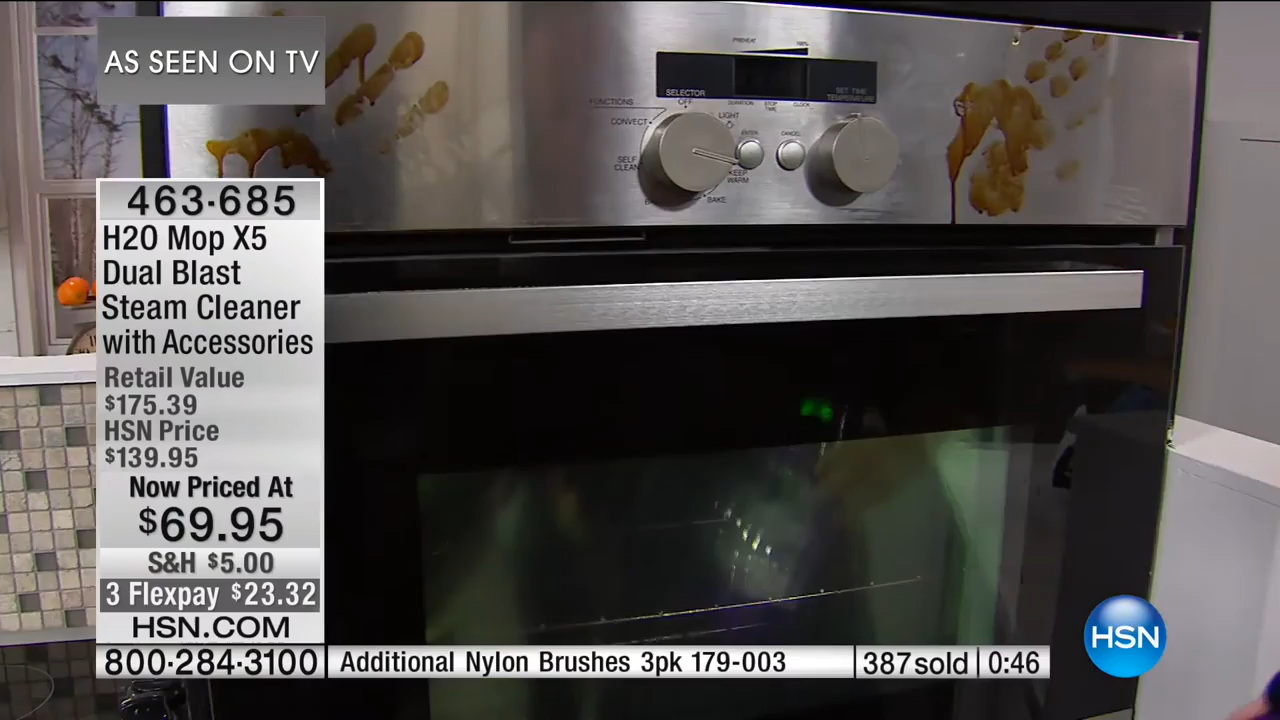 AS SEEN ON TV
463-685
H20 Mop X5
Dual Blast
Steam Cleaner
with Accessories
Retail Value
$175.39
HSN Price
$139.95
Now Priced At
$69.95
S&H $5.00
3 Flexpay $23.32
HSN.COM
800-284-3100
Additional Nylon Brushes 3pk 179-003
387 sold
0:46
HSN
PREHEAT
SELECTOR
OFF
FUNCTIONS
CONVECT
SELF
CLEAN
LIGHT
KEEP
WARM
BAKE
DURATION
STOP
TIME
CLOCK
SET TIME
TEMPERATURE
ENTER
CANCEL